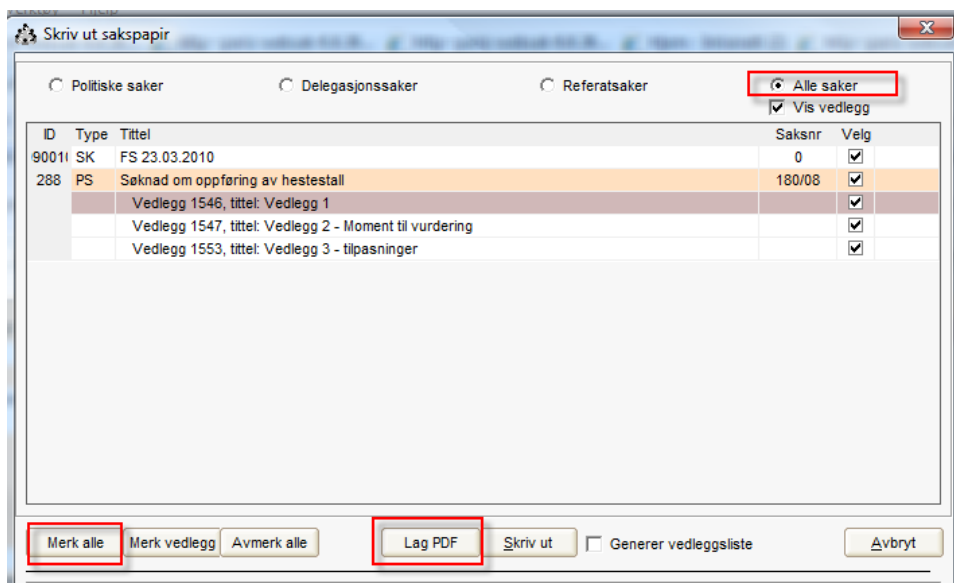 Skriv ut sakspapir
Politiske saker Delegasjonssaker Referatsaker Alle saker
Vis vedlegg
ID Type Tittel Saksnr Velg
SK FS 23.03.2010 0
288 PS Søknad om oppføring av hestestall 180/08
Vedlegg 1546, tittel: Vedlegg 1
Vedlegg 1547, tittel: Vedlegg 2 - Moment til vurdering
Vedlegg 1553, tittel: Vedlegg 3 - tilpasninger
Merk alle Merk vedlegg Avmerk alle Lag PDF Skriv ut Generer vedleggsliste Avbryt